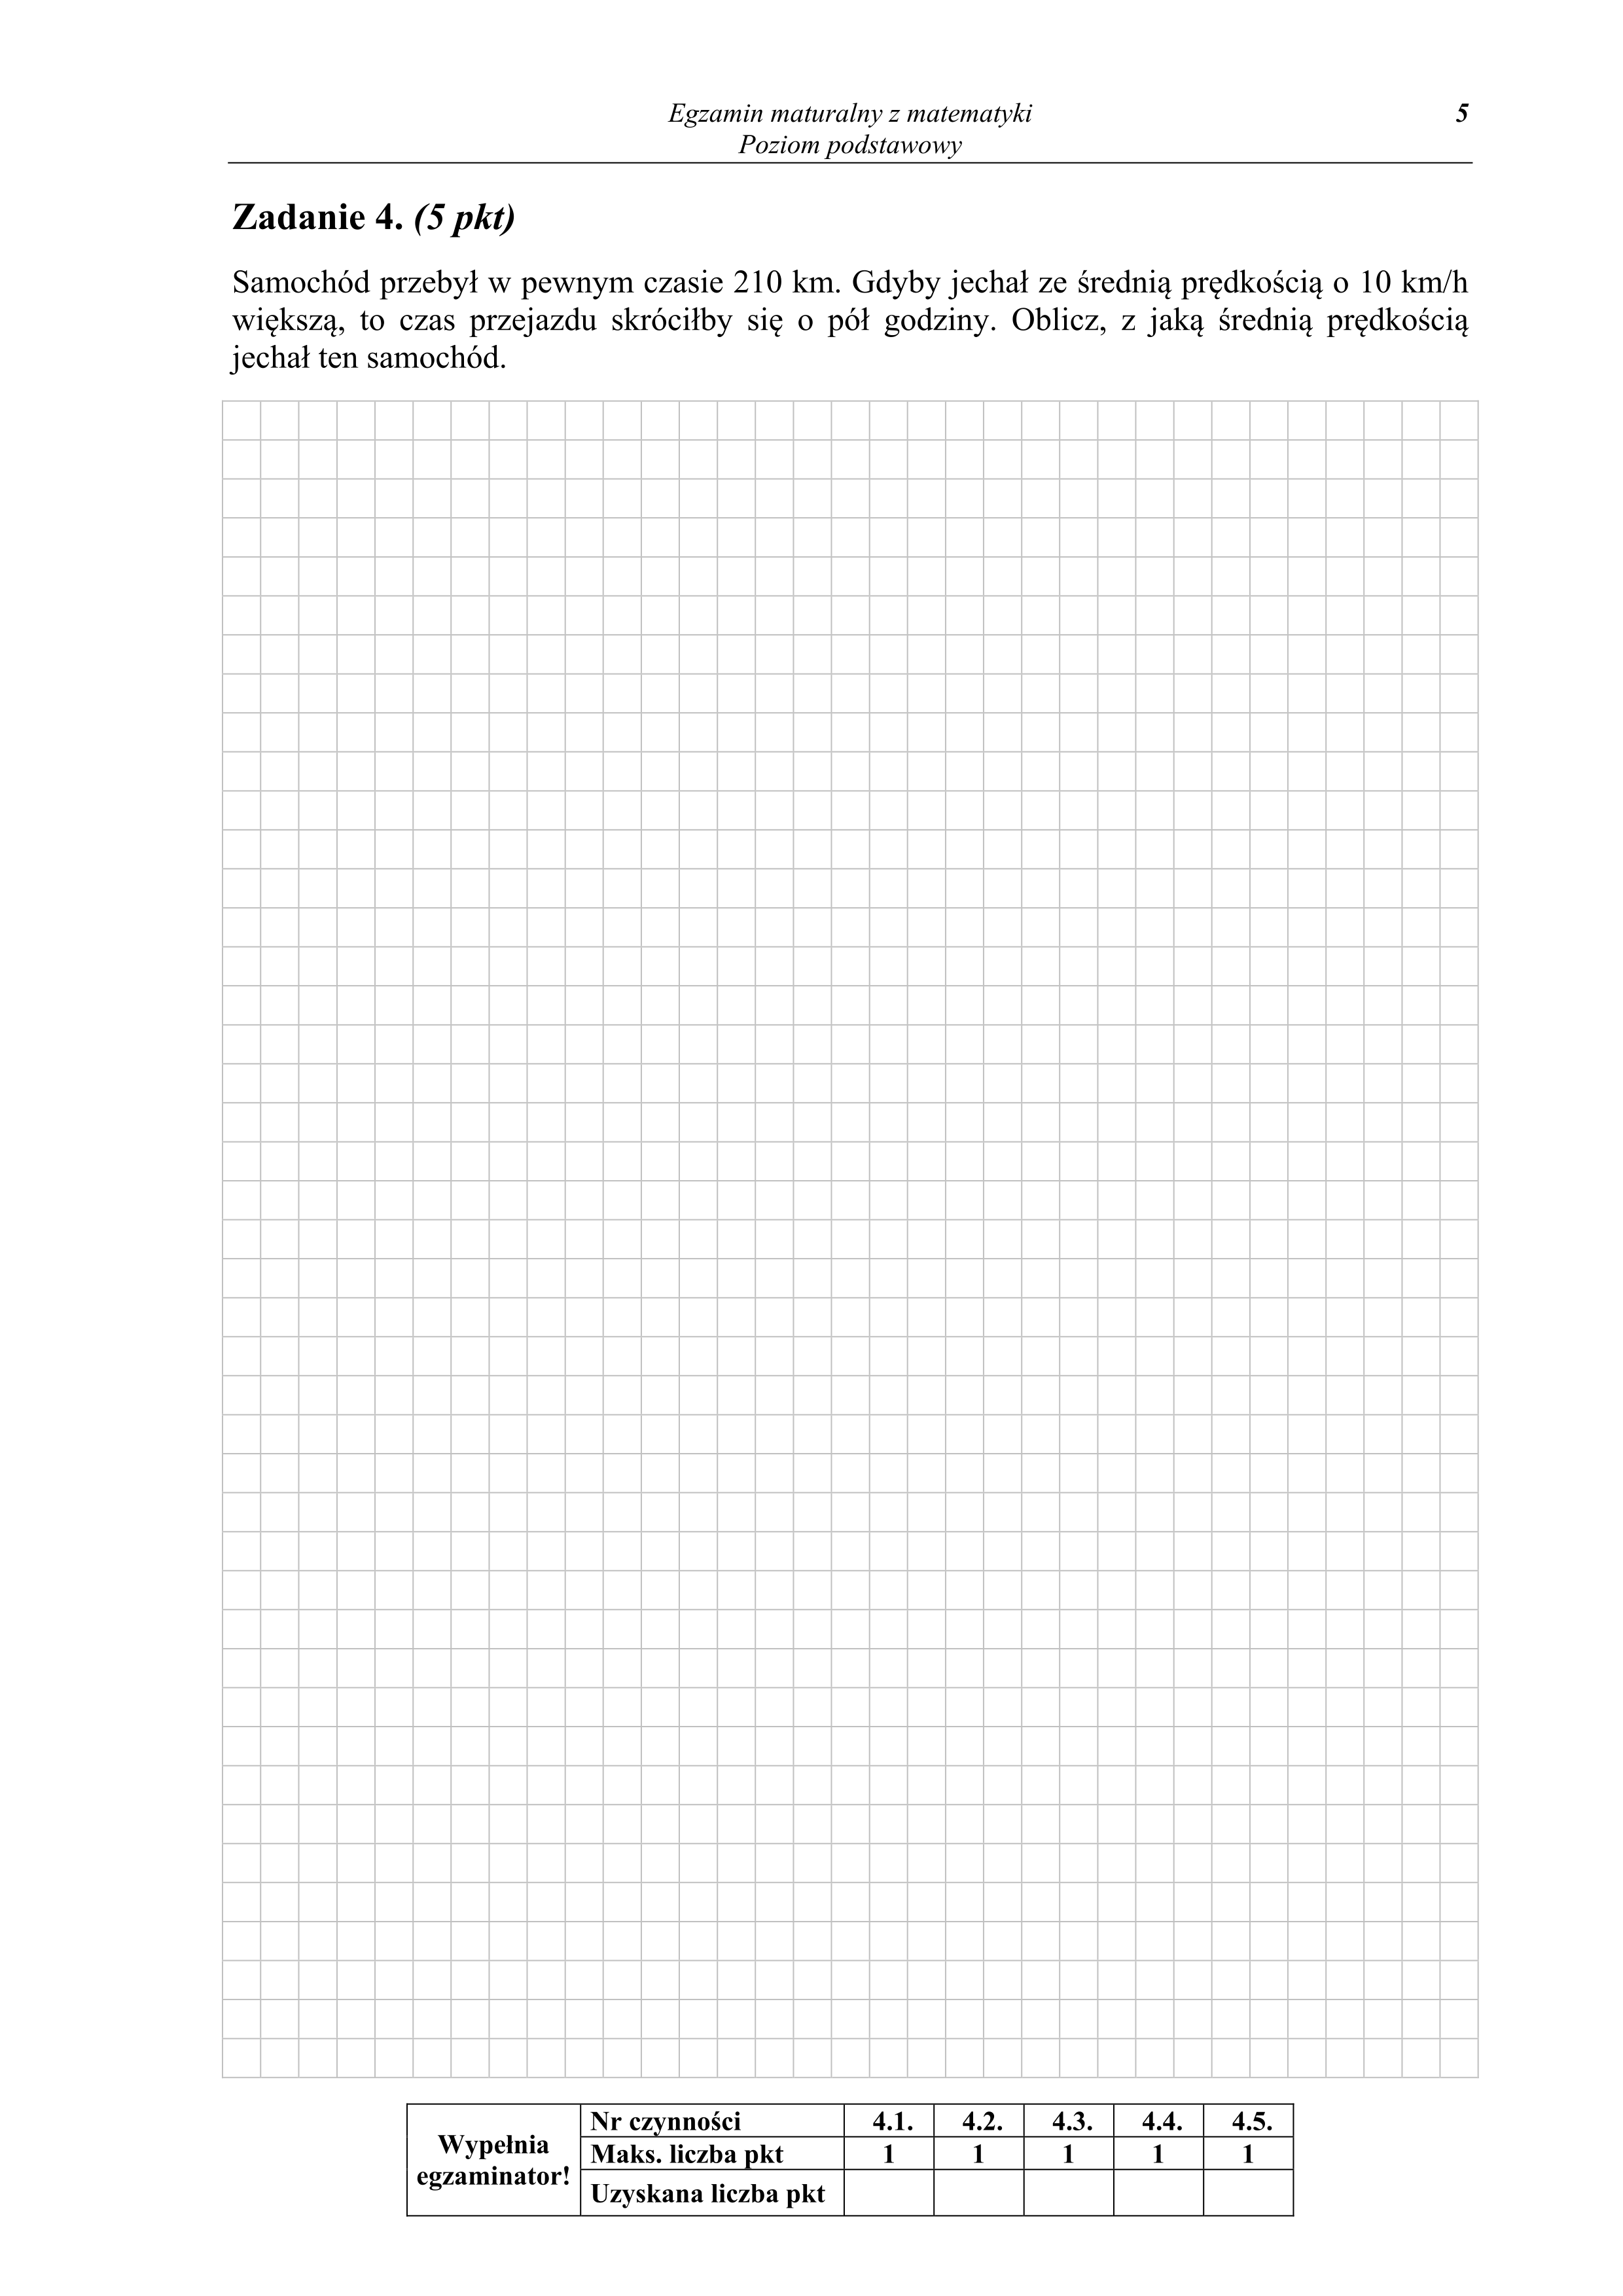 Egzamin maturalny z matematyki 5
Poziom podstawowy
Zadanie 4. (5 pkt)
Samochód przebył w pewnym czasie 210 km. Gdyby jechał ze średnią prędkością o 10 km/h
większą, to czas przejazdu skróciłby się o pół godziny. Oblicz, z jaką średnią prędkością
jechał ten samochód.
Wypełnia egzaminator!
Nr czynności 4.1. 4.2. 4.3. 4.4. 4.5.
Maks. liczba pkt 1 1 1 1 1
Uzyskana liczba pkt